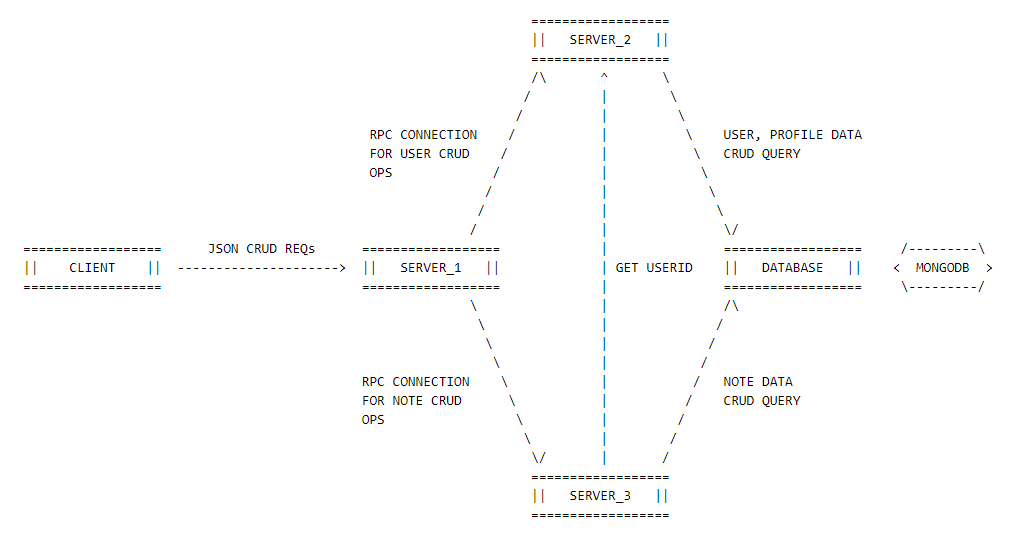 ==================
|| SERVER_2 ||
==================
/\ ^ \
/ | \
/ | \
RPC CONNECTION / | \ USER, PROFILE DATA
FOR USER CRUD / | \ CRUD QUERY
OPS / | \
/ | \
/ | \
/ | \/
================== JSON CRUD REQs ================== | ================== /---------\
|| CLIENT || ---------------------> || SERVER_1 || | GET USERID || DATABASE || < MONGODB >
================== ================== | ================== \---------/
\ | /\
\ | /
\ | /
\ | /
RPC CONNECTION \ | / NOTE DATA
FOR NOTE CRUD \ | / CRUD QUERY
OPS \ | /
\ | /
\/ | /
==================
|| SERVER_3 ||
==================